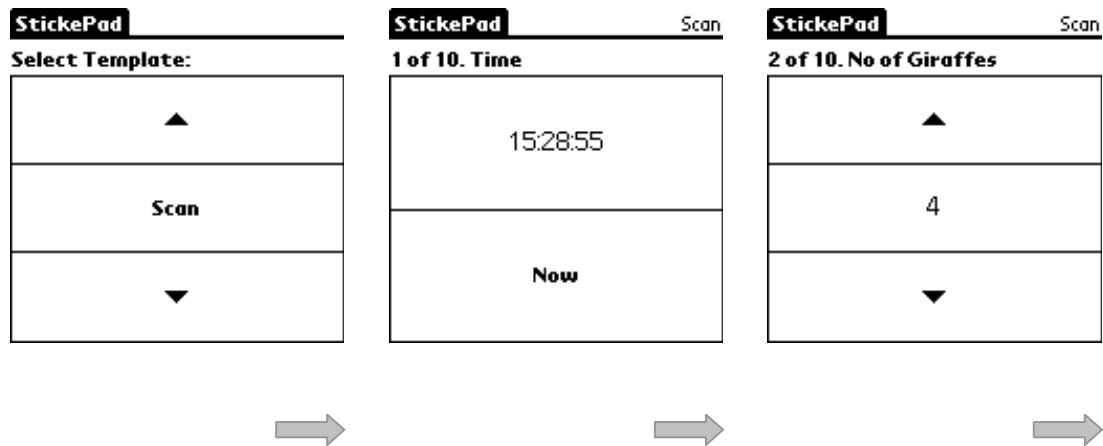 StickePad
Select Template:
Scan
StickePad Scan
1 of 10. Time
15:28:55
Now
StickePad Scan
2 of 10. No of Giraffes
4